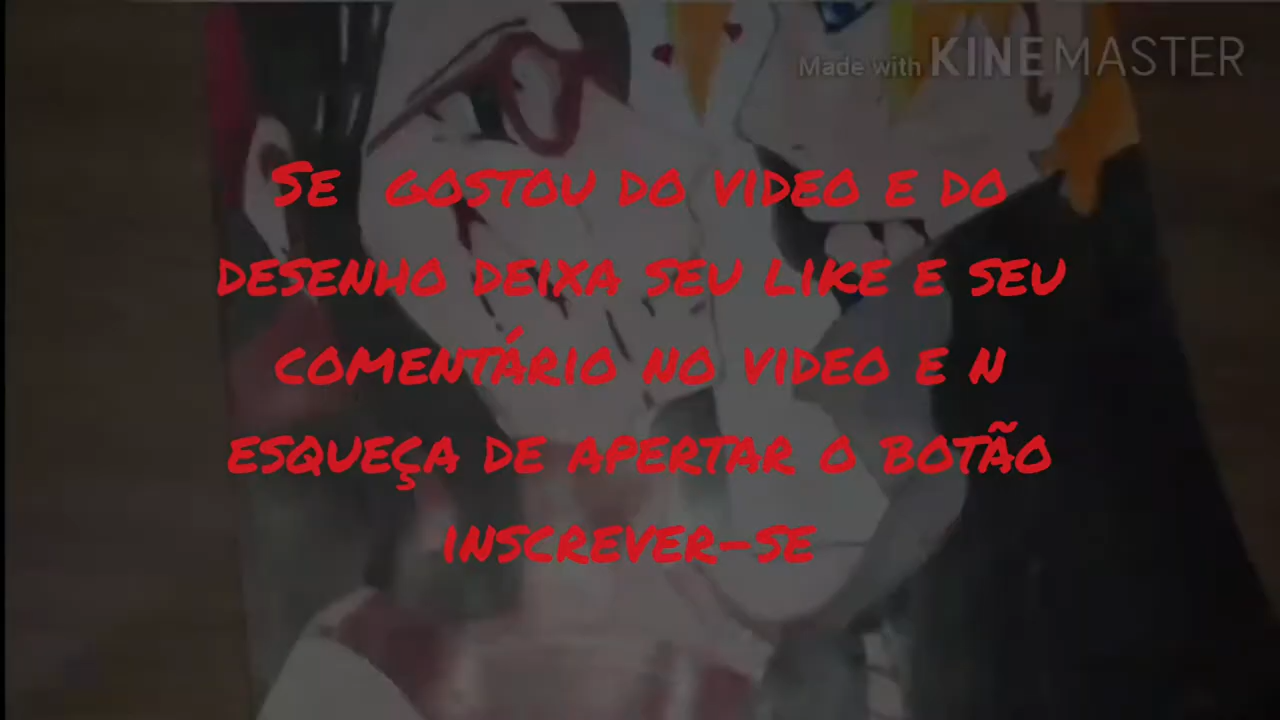 Made with KINEMASTER
Se gostou do video e do
desenho deixa seu like e seu
comentário no video e n
esqueça de apertar o botão
inscrever-se